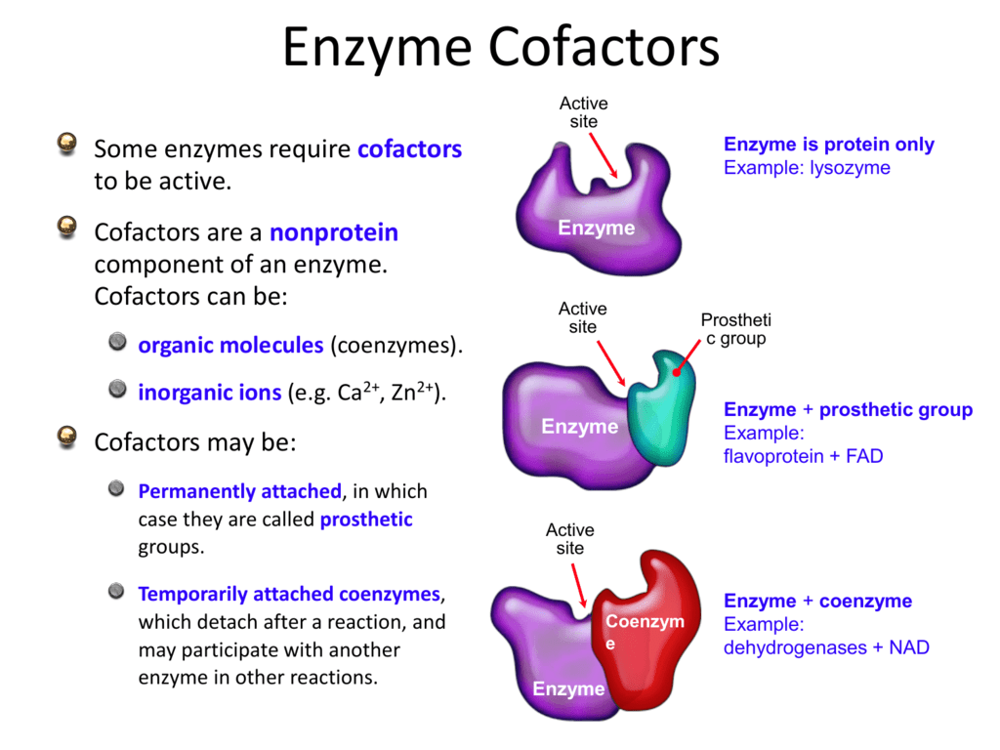 Enzyme Cofactors
Some enzymes require cofactors
to be active.
Cofactors are a nonprotein
component of an enzyme.
Cofactors can be:
organic molecules (coenzymes).
inorganic ions (e.g. Ca²⁺, Zn²⁺).
Cofactors may be:
Permanently attached, in which
case they are called prosthetic
groups.
Temporarily attached coenzymes,
which detach after a reaction, and
may participate with another
enzyme in other reactions.
Active
site
Enzyme
Enzyme is protein only
Example: lysozyme
Active
site
Prostheti
c group
Enzyme
Enzyme + prosthetic group
Example:
flavoprotein + FAD
Active
site
Coenzym
e
Enzyme
Enzyme + coenzyme
Example:
dehydrogenases + NAD